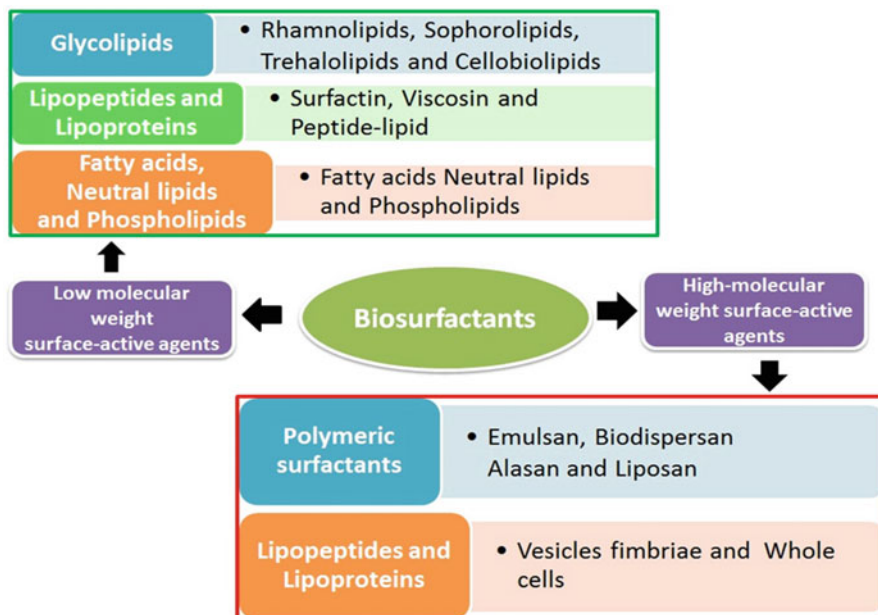 Glycolipids
• Rhamnolipids, Sophorolipids,
Trehalolipids and Cellobiolipids
Lipopeptides and
Lipoproteins
• Surfactin, Viscosin and
Peptide-lipid
Fatty acids,
Neutral lipids
and Phospholipids
• Fatty acids Neutral lipids
and Phospholipids
Low molecular
weight
surface-active agents
Biosurfactants
High-molecular
weight surface-active
agents
Polymeric
surfactants
• Emulsan, Biodispersan
Alasan and Liposan
Lipopeptides and
Lipoproteins
• Vesicles fimbriae and Whole
cells